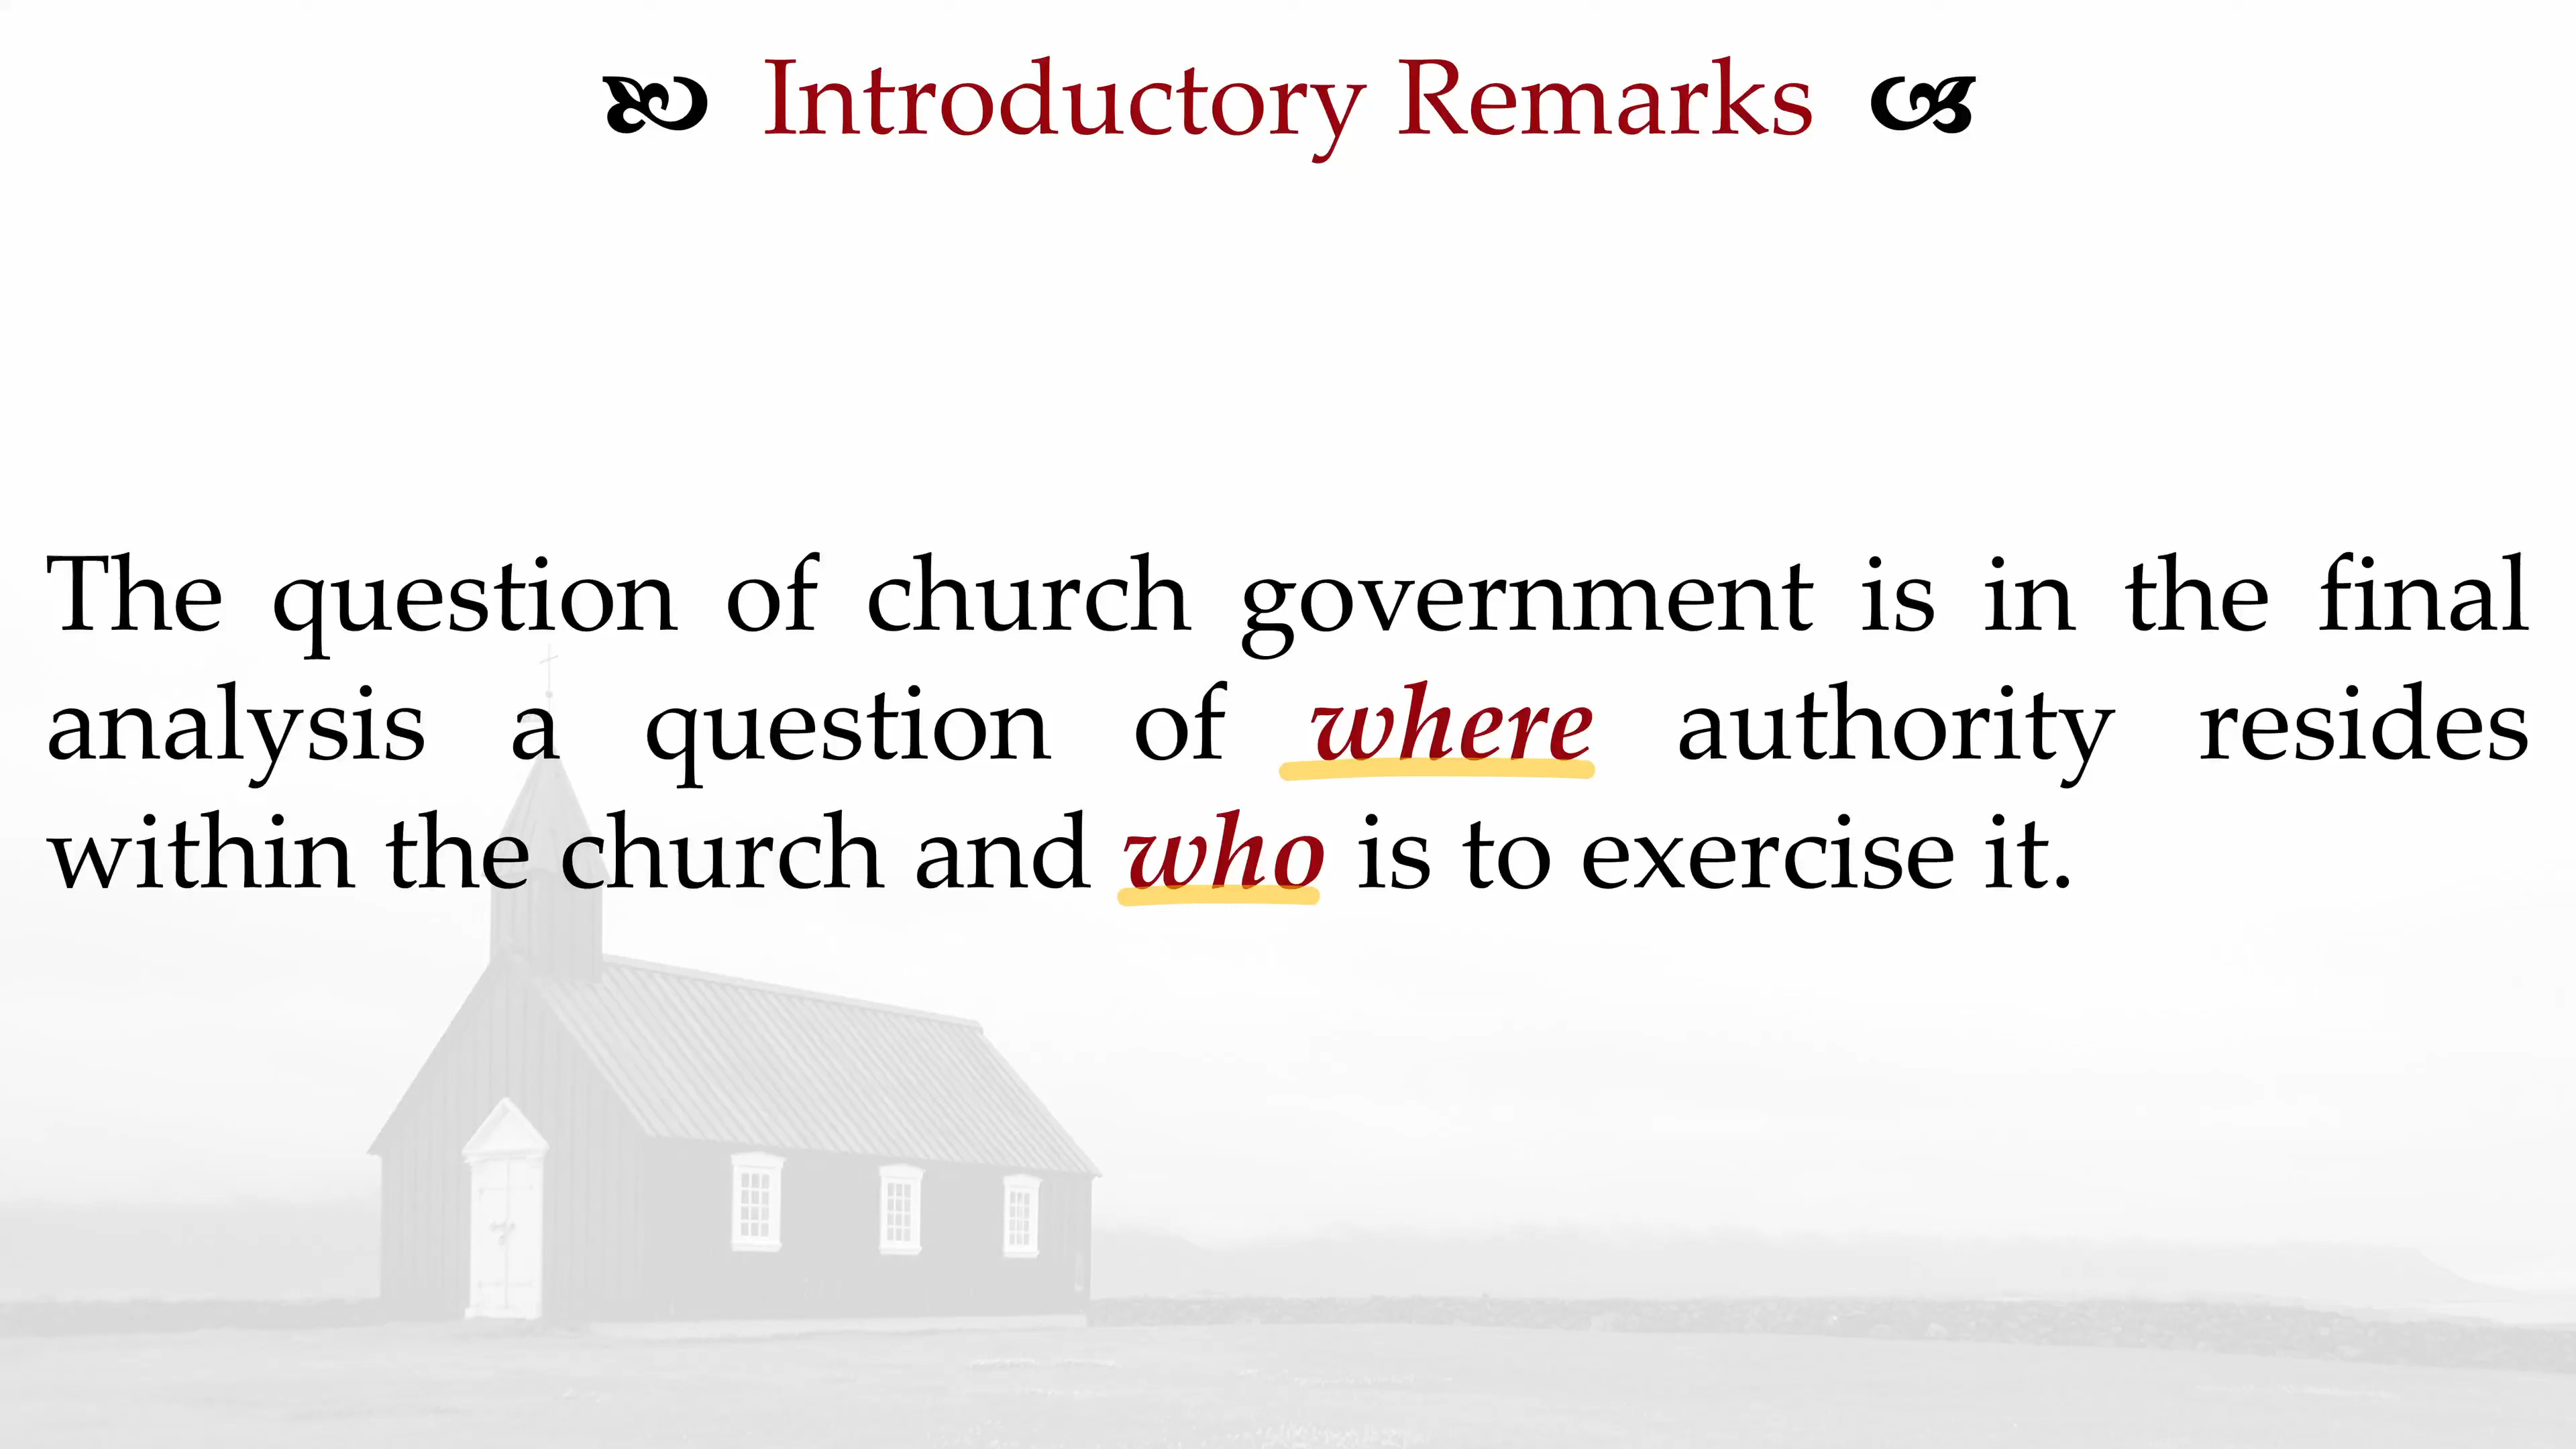 Introductory Remarks
The question of church government is in the final
analysis a question of where authority resides
within the church and who is to exercise it.